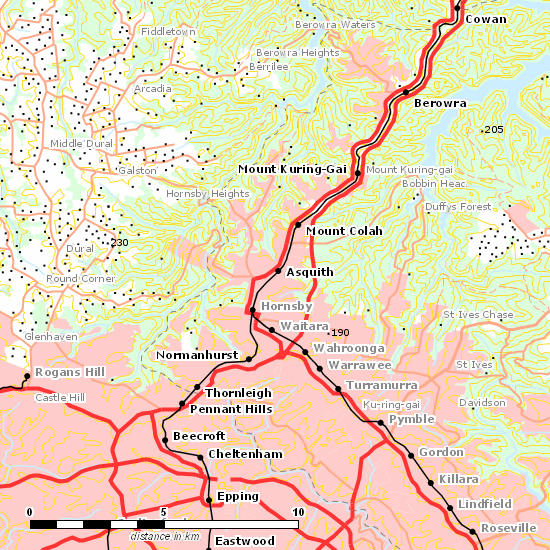 Cowan
Berowra Waters
Fiddletown
Berowra Heights
Berrilee
Arcadia
Berowra
205
Middle Dural
Galston
Mount Kuring-Gai
Mount Kuring-gai
Bobbin Heac
Hornsby Heights
Duffys Forest
Mount Colah
230
Dural
Asquith
Round Corner
Hornsby
St Ives Chase
Waitara
190
Glenhaven
Normanhurst
Wahroonga
Warrawee
St Ives
Rogans Hill
Turramurra
Thornleigh
Castle Hill
Pennant Hills
Ku-ring-gai
Davidson
Pymble
Beecroft
Cheltenham
Gordon
Killara
Epping
Lindfield
0 5 10
distance in km
Roseville
Eastwood